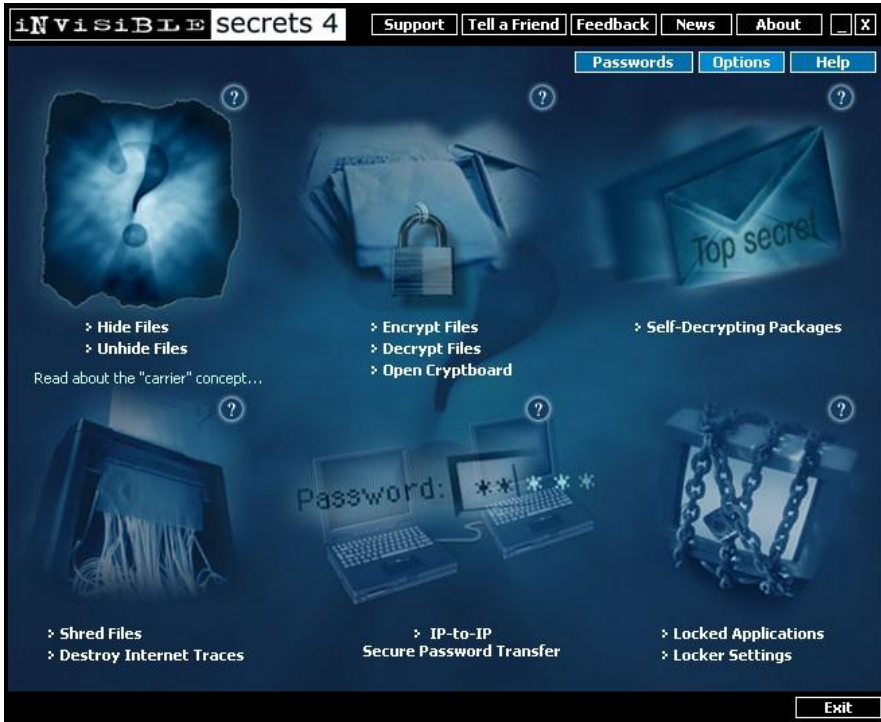 iNVisiBLE secrets 4
Support Tell a Friend Feedback News About _ X
Passwords Options Help
? ? ?
?
Top secret
> Hide Files
> Unhide Files
Read about the "carrier" concept...
> Encrypt Files
> Decrypt Files
> Open Cryptboard
> Self-Decrypting Packages
? ? ?
Password: ** ***
> Shred Files
> Destroy Internet Traces
> IP-to-IP
Secure Password Transfer
> Locked Applications
> Locker Settings
Exit